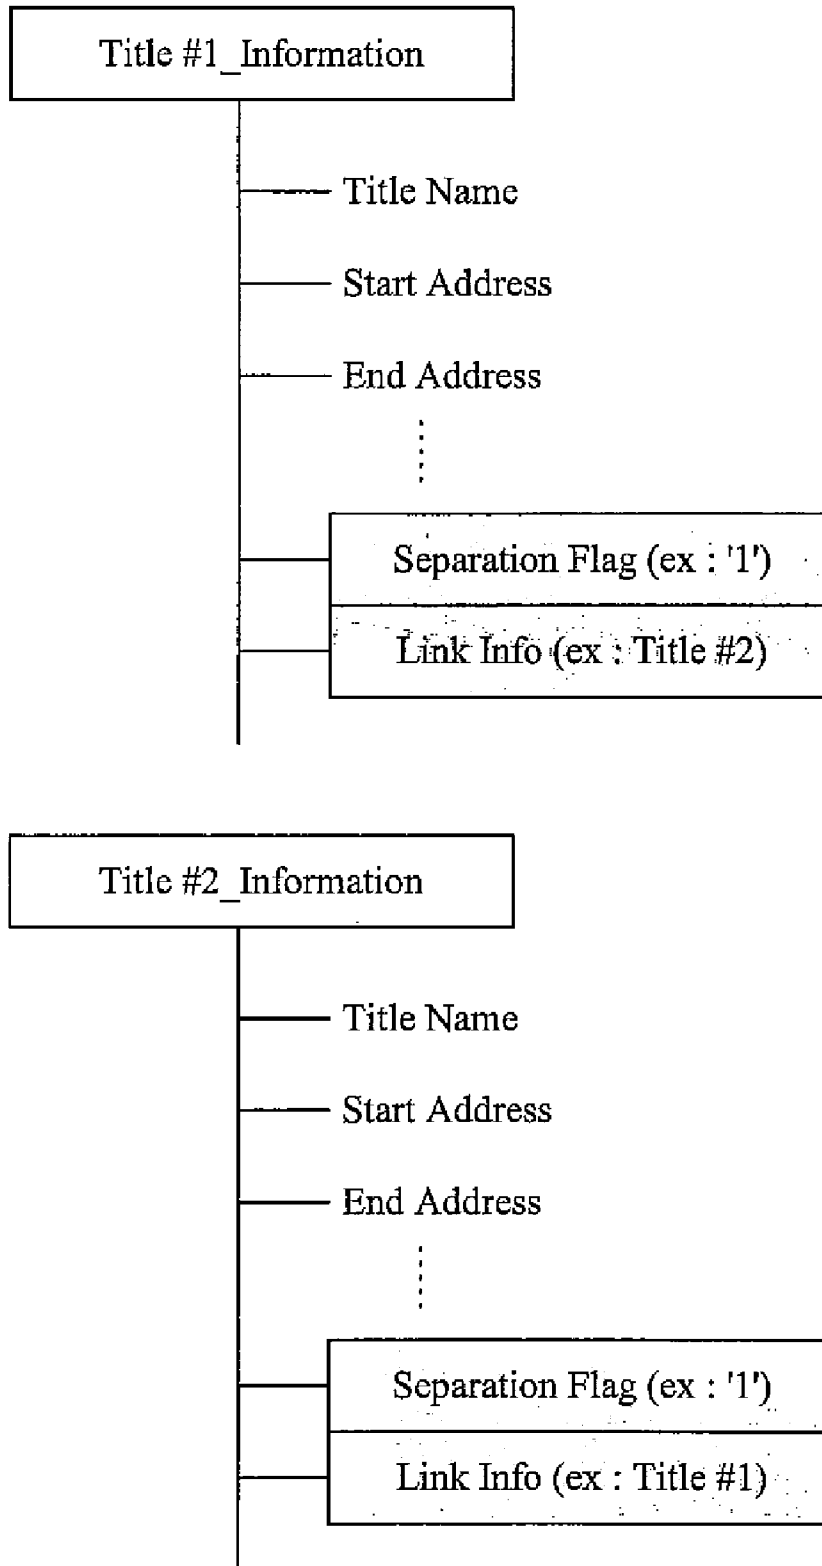 Title #1_Information
Title Name
Start Address
End Address
Separation Flag (ex : '1')
Link Info (ex : Title #2)
Title #2_Information
Title Name
Start Address
End Address
Separation Flag (ex : '1')
Link Info (ex : Title #1)